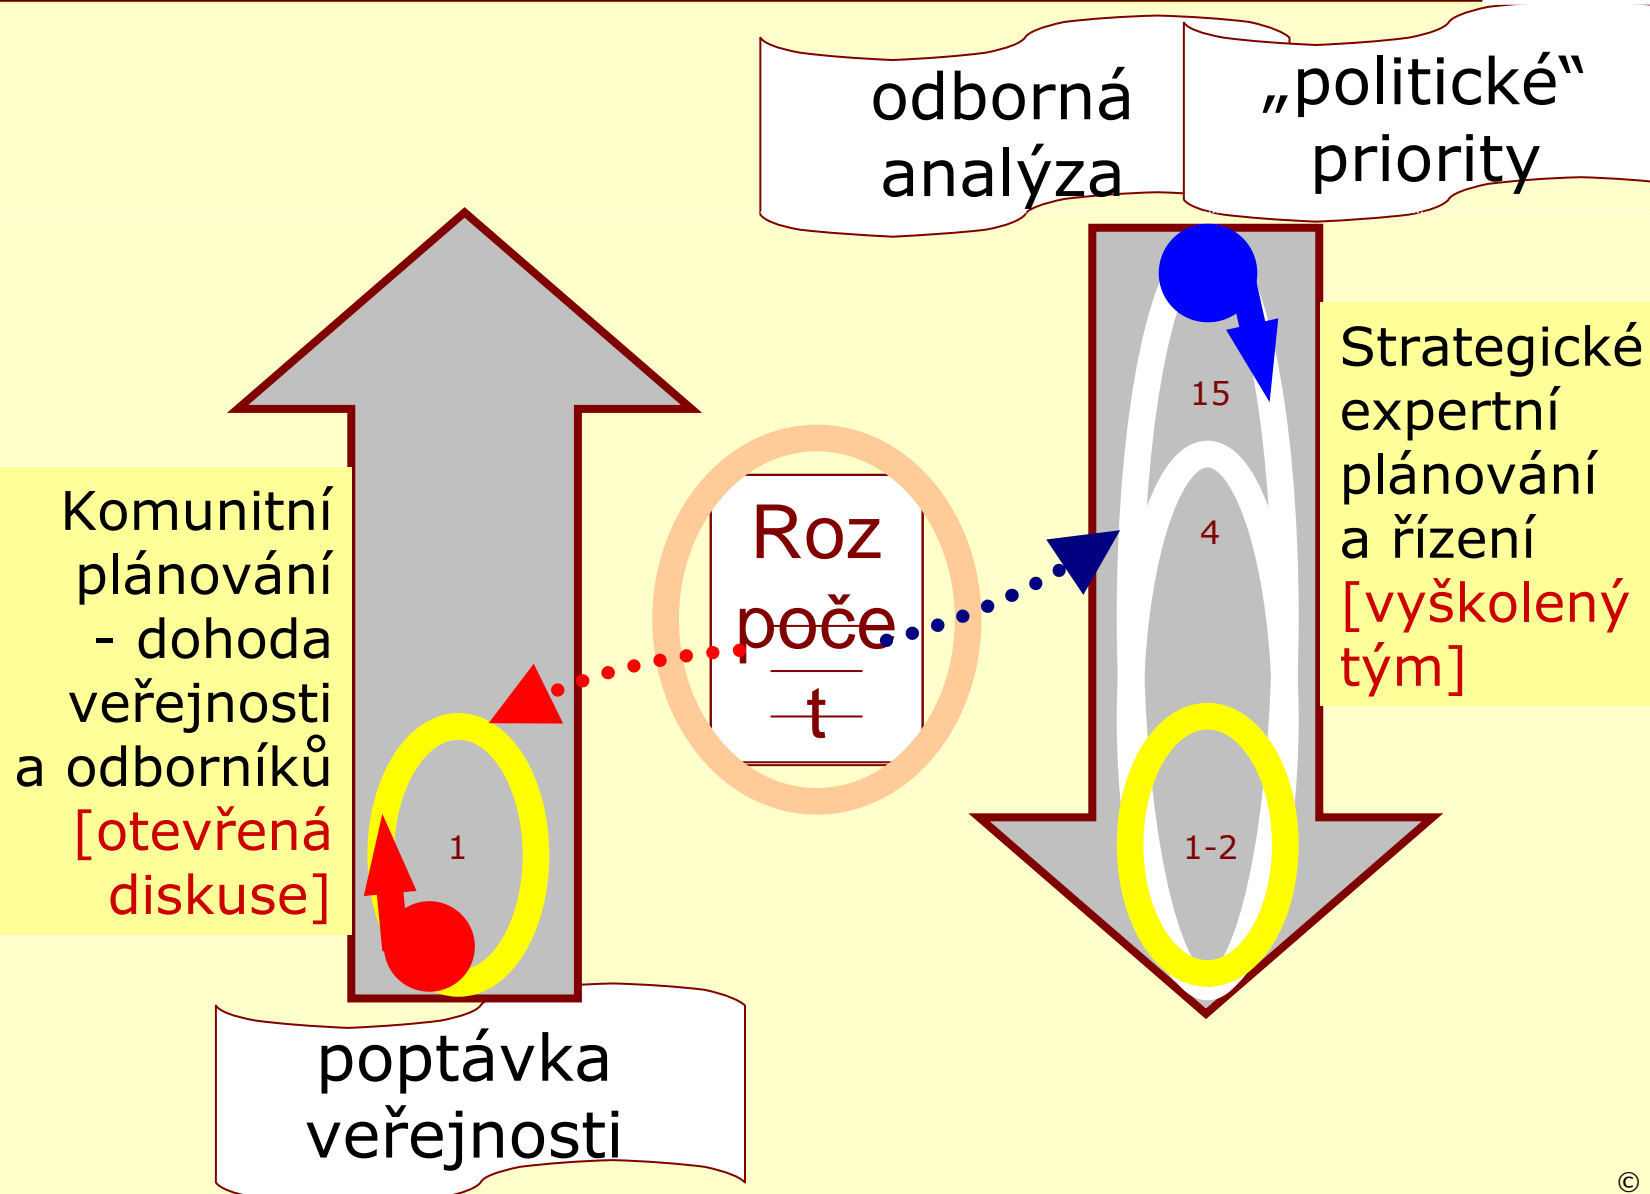 odborná
analýza
„politické“
priority
Strategické
expertní
plánování
a řízení
[vyškolený
tým]
15
4
1-2
Roz
poče
t
Komunitní
plánování
- dohoda
veřejnosti
a odborníků
[otevřená
diskuse]
1
poptávka
veřejnosti
©